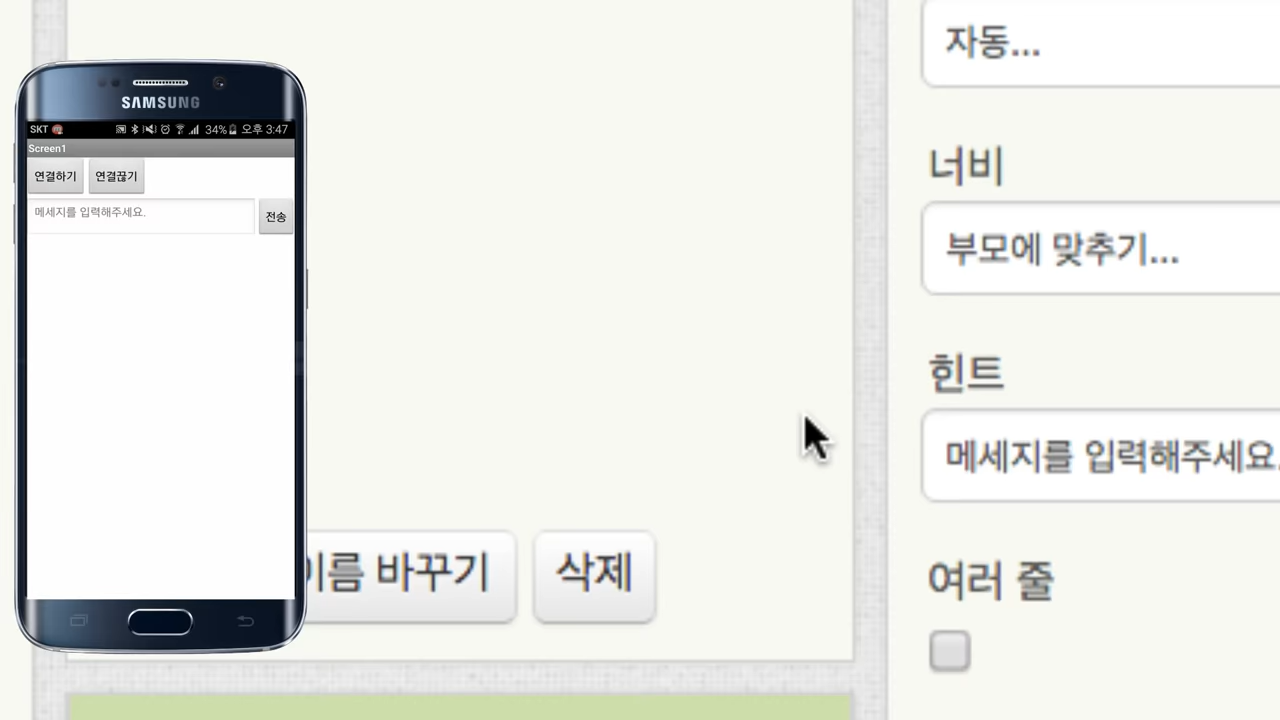 SAMSUNG
SKT 34% 오후 3:47
Screen1
연결하기 연결끊기
메세지를 입력해주세요. 전송
이름 바꾸기 삭제
자동...
너비
부모에 맞추기...
힌트
메세지를 입력해주세요.
여러 줄